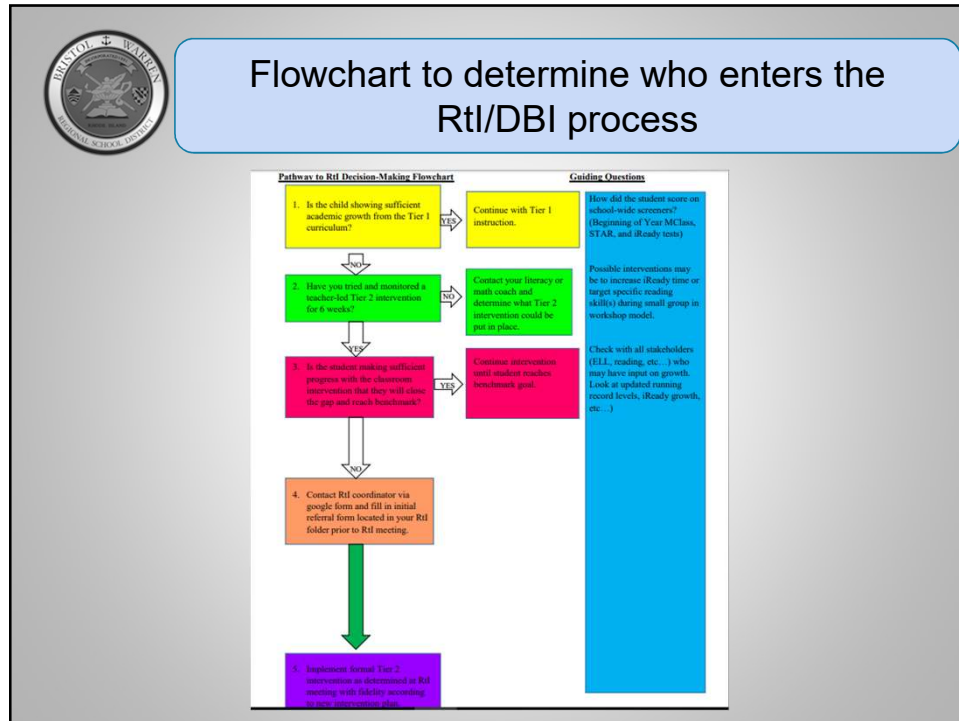 BRISTOL WARREN
REGIONAL SCHOOL DISTRICT
Flowchart to determine who enters the
RtI/DBI process
Pathway to RtI Decision-Making Flowchart
1. Is the child showing sufficient
academic growth from the Tier 1
curriculum?
YES
Continue with Tier 1
instruction.
NO
2. Have you tried and monitored a
teacher-led Tier 2 intervention
for 6 weeks?
NO
Contact your literacy or
math coach and
determine what Tier 2
intervention could be
put in place.
YES
3. Is the student making sufficient
progress with the classroom
intervention that they will close
the gap and reach benchmark?
YES
Continue intervention
until student reaches
benchmark goal.
NO
4. Contact RtI coordinator via
google form and fill in initial
referral form located in your RtI
folder prior to RtI meeting.
5. Implement formal Tier 2
intervention as determined at RtI
meeting with fidelity according
to new intervention plan.
Guiding Questions
How did the student score on
school-wide screeners?
(Beginning of Year MClass,
STAR, and iReady tests)
Possible interventions may
be to increase iReady time or
target specific reading
skill(s) during small group in
workshop model.
Check with all stakeholders
(ELL, reading, etc…) who
may have input on growth.
Look at updated running
record levels, iReady growth,
etc…)